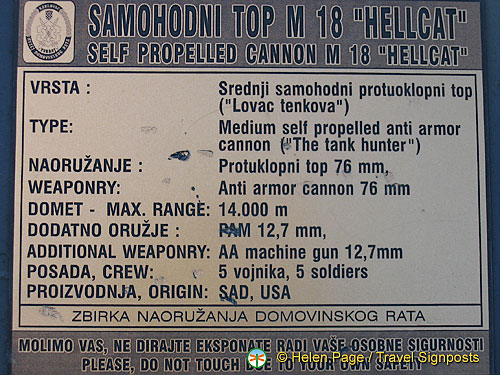 SAMOHODNI TOP M 18 "HELLCAT"
SELF PROPELLED CANNON M 18 "HELLCAT"
VRSTA : Srednji samohodni protuoklopni top
("Lovac tenkova")
TYPE: Medium self propelled anti armor
cannon ("The tank hunter")
NAORUŽANJE : Protuklopni top 76 mm,
WEAPONRY: Anti armor cannon 76 mm
DOMET - MAX. RANGE: 14.000 m
DODATNO ORUŽJE : PAM 12,7 mm,
ADDITIONAL WEAPONRY: AA machine gun 12,7mm
POSADA, CREW: 5 vojnika, 5 soldiers
PROIZVODNJA, ORIGIN: SAD, USA
ZBIRKA NAORUŽANJA DOMOVINSKOG RATA
MOLIMO VAS, NE DIRAJTE EKSPONATE RADI VAŠE OSOBNE SIGURNOSTI
PLEASE, DO NOT TOUCH DUE TO YOUR OWN SAFETY
© Helen Page / Travel Signposts